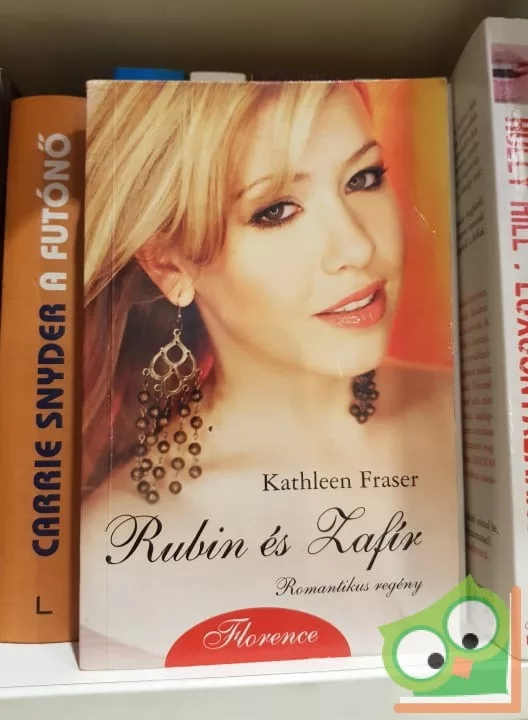 CARRIE SNYDER A FUTÓNŐ
Kathleen Fraser
Rubin és Zafír
Romantikus regény
Florence